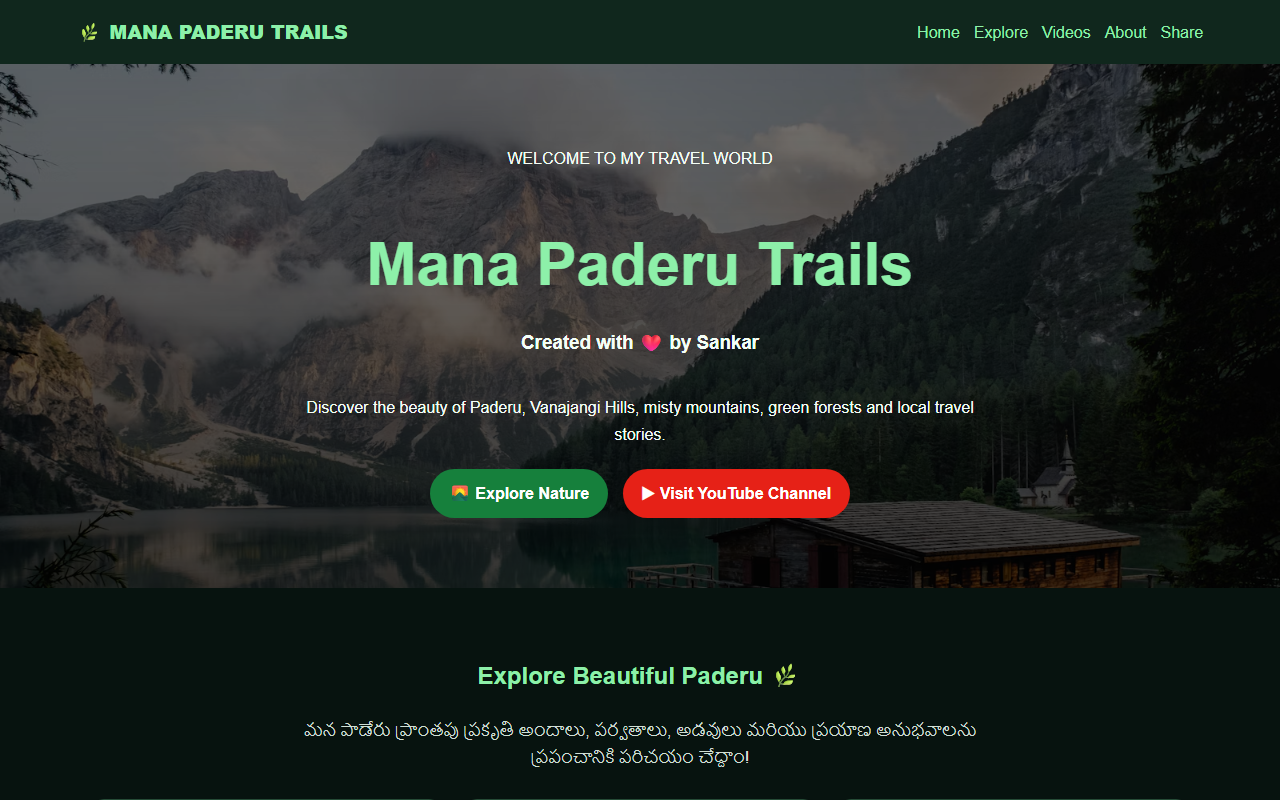 🌿 MANA PADERU TRAILS
Home Explore Videos About Share
WELCOME TO MY TRAVEL WORLD
Mana Paderu Trails
Created with ❤️ by Sankar
Discover the beauty of Paderu, Vanajangi Hills, misty mountains, green forests and local travel
stories.
🌄 Explore Nature
▶ Visit YouTube Channel
Explore Beautiful Paderu 🌿
మన పాడేరు ప్రాంతపు ప్రకృతి అందాలు, పర్వతాలు, అడవులు మరియు ప్రయాణ అనుభవాలను
ప్రపంచానికి పరిచయం చేద్దాం!